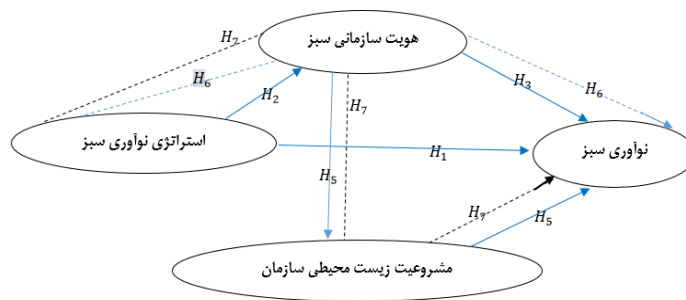 هویت سازمانی سبز
H7
H6
H2
H3
H6
H7
استراتژی نوآوری سبز
H1
نوآوری سبز
H5
H7
H5
مشروعیت زیست محیطی سازمان